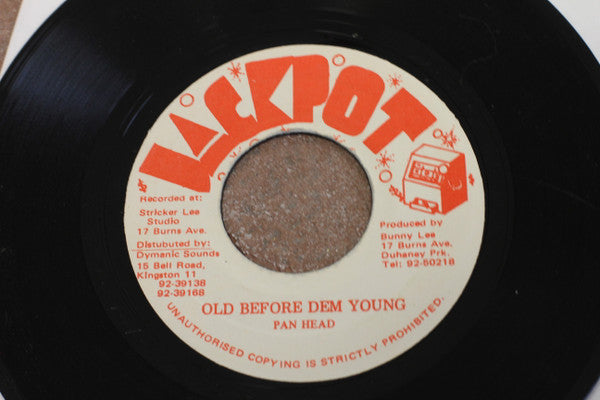 JACKPOT
Recorded at:
Stricker Lee
Studio
17 Burns Ave.
Distubuted by:
Dymanic Sounds
15 Bell Road,
Kingston 11
92-39138
92-39168
Produced by
Bunny Lee
17 Burns Ave.
Duhaney Prk.
Tel: 92-50218
OLD BEFORE DEM YOUNG
PAN HEAD
UNAUTHORISED COPYING IS STRICTLY PROHIBITED.